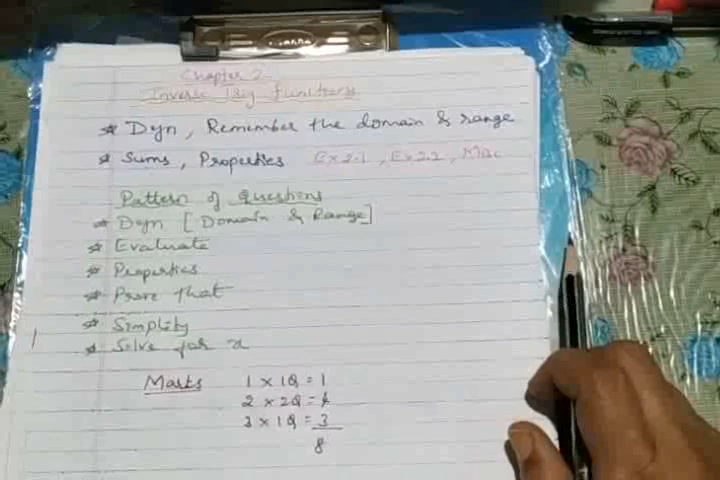 Chapter 2
Inverse Trig functions
* Defn, Remember the domain & range
* Sums, Properties Ex 2.1, Ex 2.2, Misc
Pattern of Questions
* Defn [Domain & Range]
* Evaluate
* Properties
* Prove that
* Simplify
* Solve for x
Marks 1 x 1Q = 1
2 x 2Q = 4
3 x 1Q = 3
8